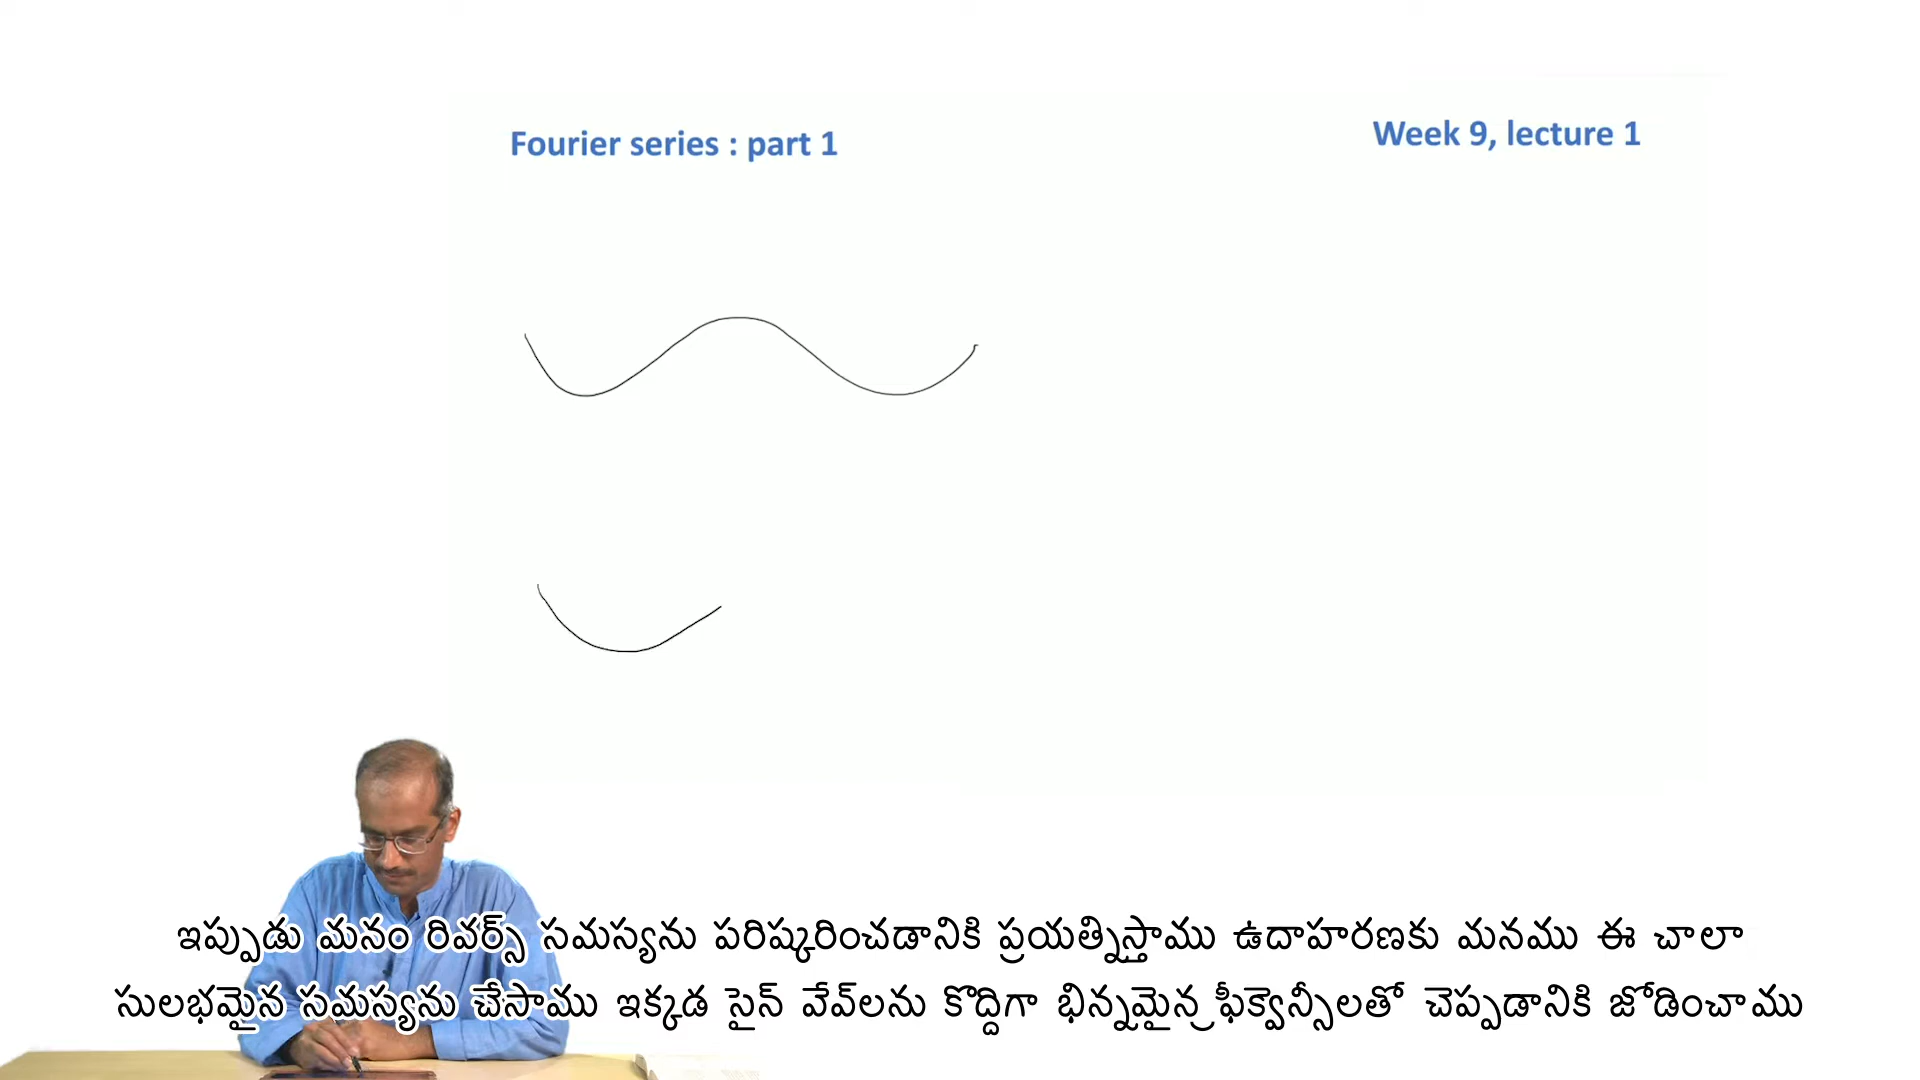 Fourier series : part 1
Week 9, lecture 1
ఇప్పుడు మనం రివర్స్ సమస్యను పరిష్కరించడానికి ప్రయత్నిస్తాము ఉదాహరణకు మనము ఈ చాలా
సులభమైన సమస్యను చేసాము ఇక్కడ సైన్ వేవ్‌లను కొద్దిగా భిన్నమైన ఫ్రీక్వెన్సీలతో చెప్పడానికి జోడించాము